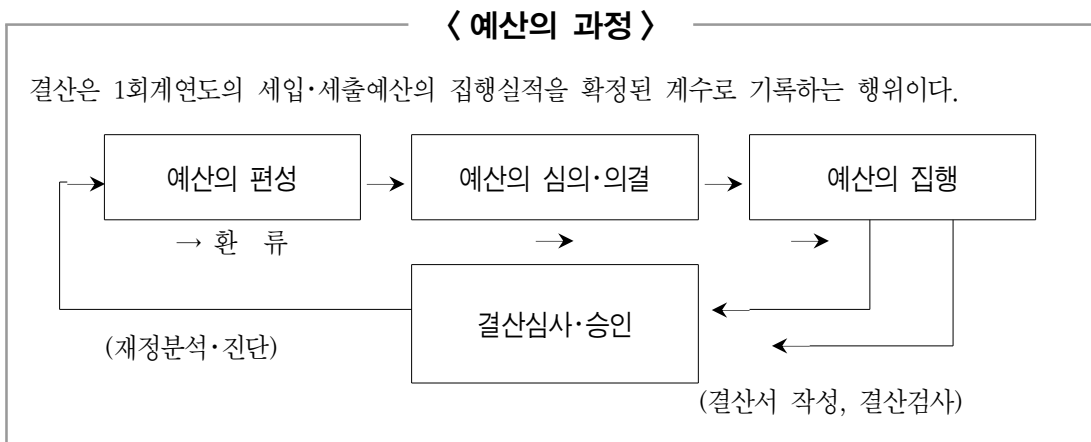 〈 예산의 과정 〉
결산은 1회계연도의 세입·세출예산의 집행실적을 확정된 계수로 기록하는 행위이다.
예산의 편성 → 예산의 심의·의결 → 예산의 집행
→ 환 류 → →
결산심사·승인
(재정분석·진단)
(결산서 작성, 결산검사)